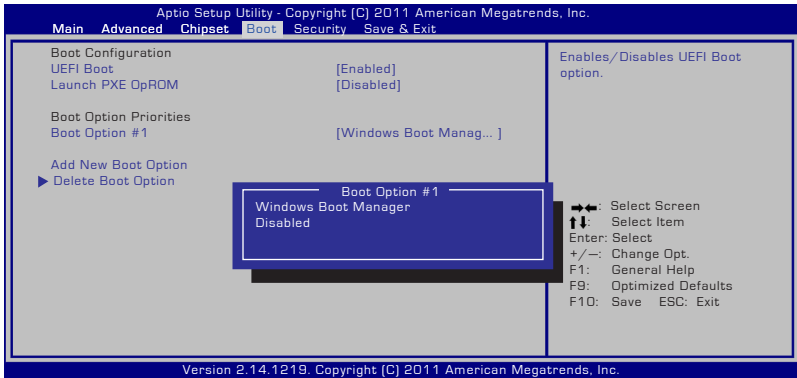 Aptio Setup Utility - Copyright (C) 2011 American Megatrends, Inc.
Main Advanced Chipset Boot Security Save & Exit
Boot Configuration
UEFI Boot [Enabled]
Launch PXE OpROM [Disabled]
Boot Option Priorities
Boot Option #1 [Windows Boot Manag... ]
Add New Boot Option
Delete Boot Option
Boot Option #1
Windows Boot Manager
Disabled
Enables/Disables UEFI Boot
option.
→←: Select Screen
↑↓: Select Item
Enter: Select
+/—: Change Opt.
F1: General Help
F9: Optimized Defaults
F10: Save ESC: Exit
Version 2.14.1219. Copyright (C) 2011 American Megatrends, Inc.